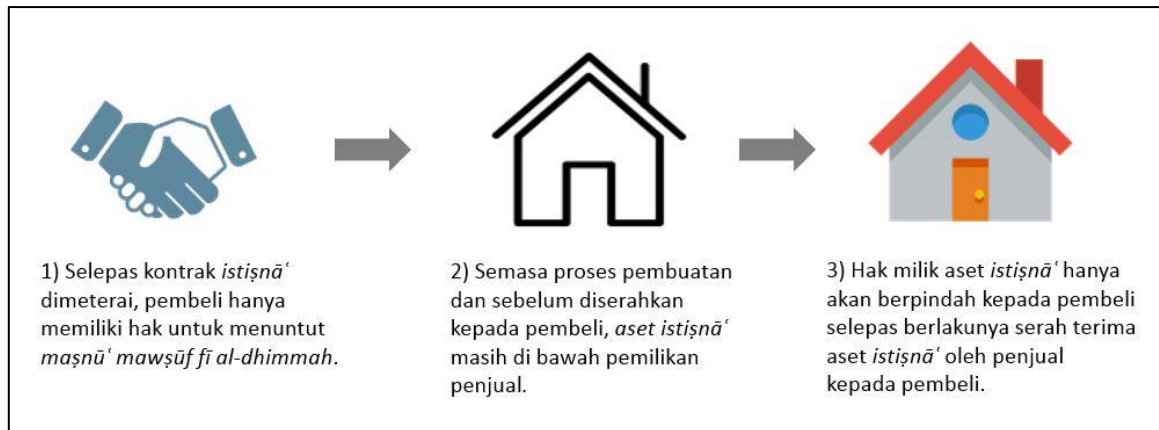 1) Selepas kontrak istiṣnāʿ
dimeterai, pembeli hanya
memiliki hak untuk menuntut
maṣnūʿ mawṣūf fī al-dhimmah.
2) Semasa proses pembuatan
dan sebelum diserahkan
kepada pembeli, aset istiṣnāʿ
masih di bawah pemilikan
penjual.
3) Hak milik aset istiṣnāʿ hanya
akan berpindah kepada pembeli
selepas berlakunya serah terima
aset istiṣnāʿ oleh penjual
kepada pembeli.